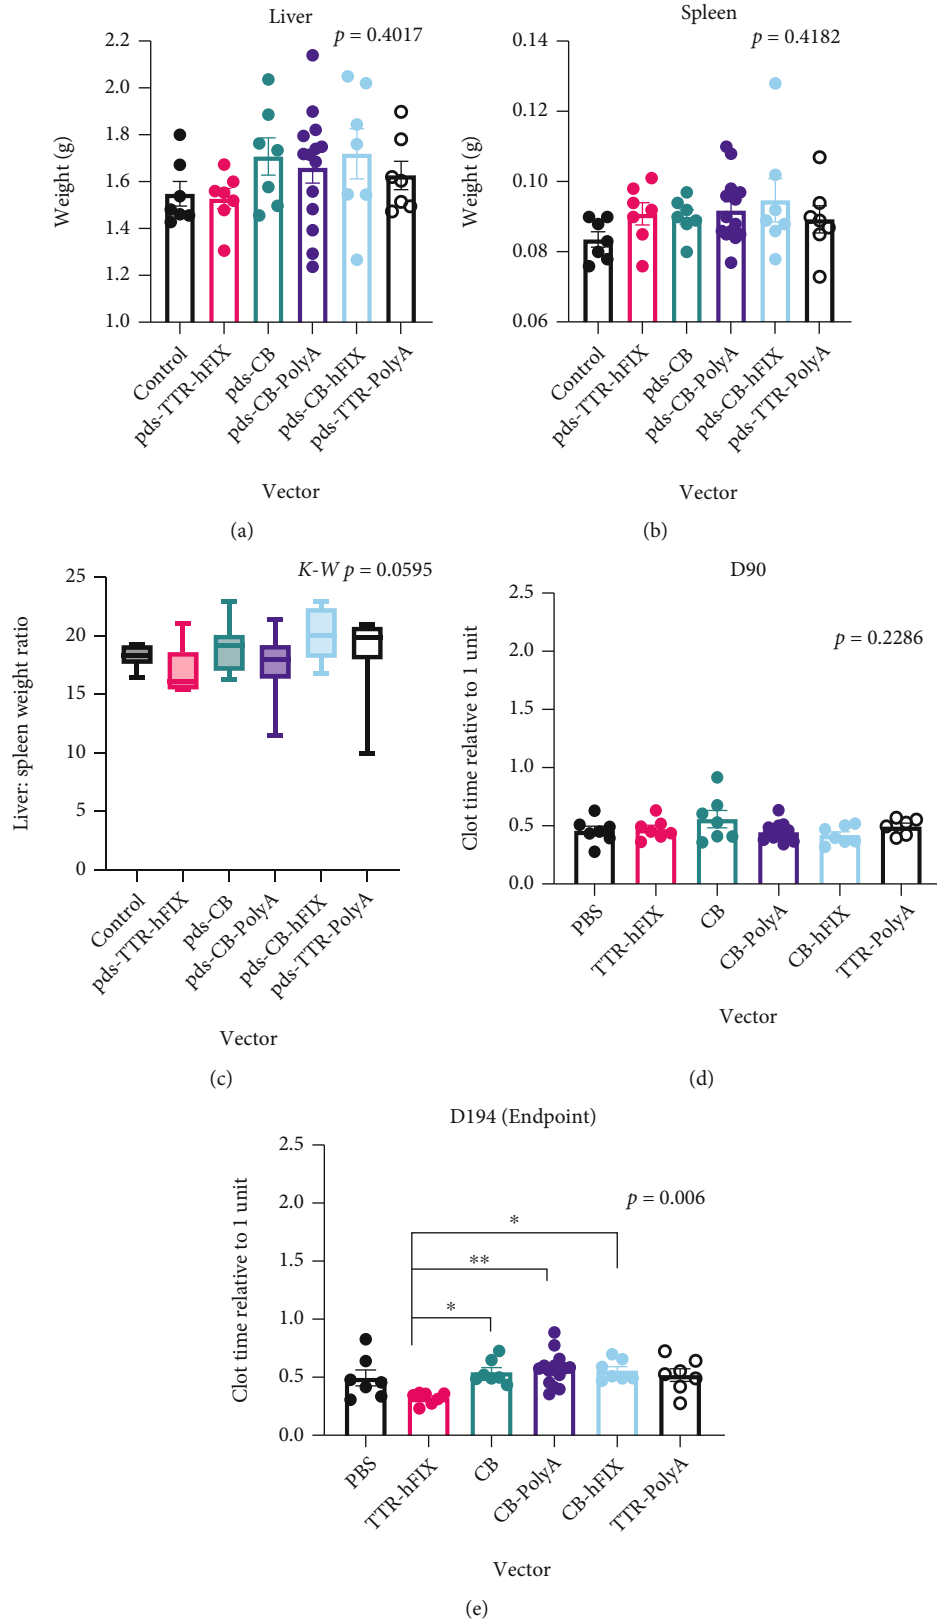 Liver
p = 0.4017
Weight (g)
2.2
2.0
1.8
1.6
1.4
1.2
1.0
Control
pds-TTR-hFIX
pds-CB
pds-CB-PolyA
pds-CB-hFIX
pds-TTR-PolyA
Vector
(a)
Spleen
p = 0.4182
Weight (g)
0.14
0.12
0.10
0.08
0.06
Control
pds-TTR-hFIX
pds-CB
pds-CB-PolyA
pds-CB-hFIX
pds-TTR-PolyA
Vector
(b)
K-W p = 0.0595
Liver: spleen weight ratio
25
20
15
10
5
0
Control
pds-TTR-hFIX
pds-CB
pds-CB-PolyA
pds-CB-hFIX
pds-TTR-PolyA
Vector
(c)
D90
p = 0.2286
Clot time relative to 1 unit
2.5
2.0
1.5
1.0
0.5
0.0
PBS
TTR-hFIX
CB
CB-PolyA
CB-hFIX
TTR-PolyA
Vector
(d)
D194 (Endpoint)
p = 0.006
Clot time relative to 1 unit
2.5
2.0
1.5
1.0
0.5
0.0
*
**
*
PBS
TTR-hFIX
CB
CB-PolyA
CB-hFIX
TTR-PolyA
Vector
(e)